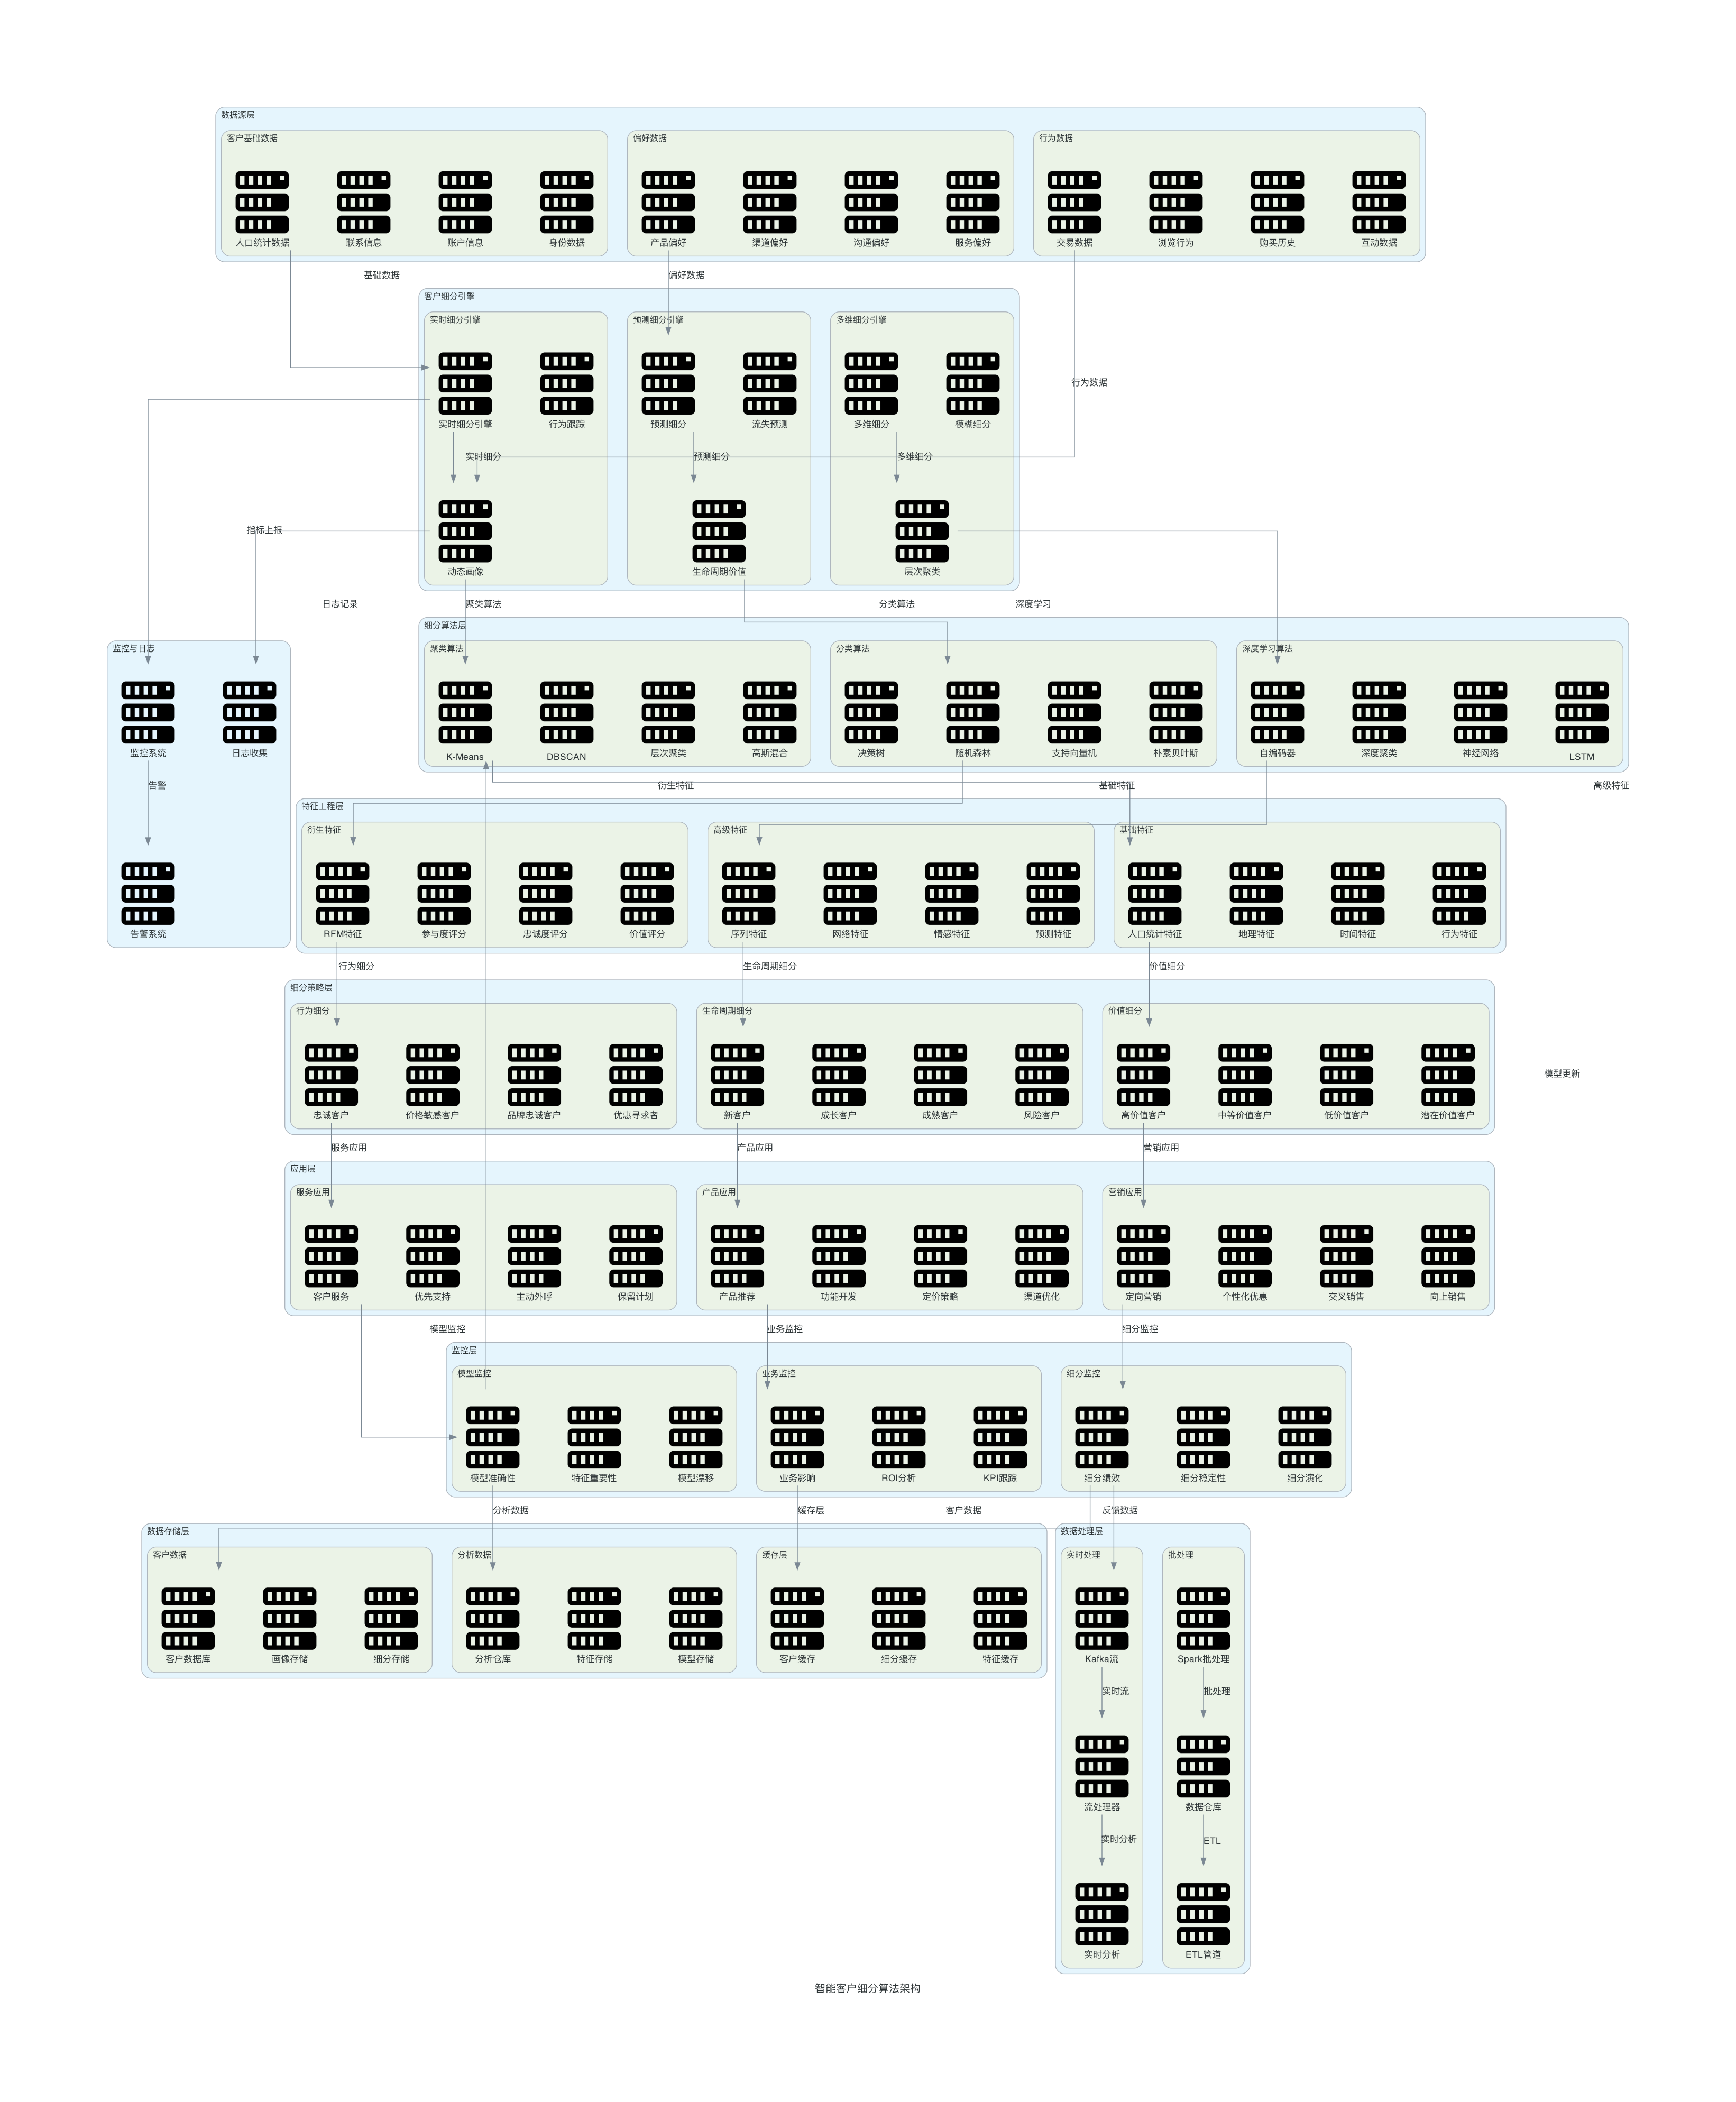 数据源层
客户基础数据
偏好数据
行为数据
人口统计数据
联系信息
账户信息
身份数据
产品偏好
渠道偏好
沟通偏好
服务偏好
交易数据
浏览行为
购买历史
互动数据
基础数据
偏好数据
客户细分引擎
实时细分引擎
预测细分引擎
多维细分引擎
行为数据
实时细分引擎
行为跟踪
预测细分
流失预测
多维细分
模糊细分
实时细分
预测细分
多维细分
指标上报
动态画像
生命周期价值
层次聚类
日志记录
聚类算法
分类算法
深度学习
细分算法层
监控与日志
聚类算法
分类算法
深度学习算法
监控系统
日志收集
K-Means
DBSCAN
层次聚类
高斯混合
决策树
随机森林
支持向量机
朴素贝叶斯
自编码器
深度聚类
神经网络
LSTM
告警
衍生特征
基础特征
高级特征
特征工程层
衍生特征
高级特征
基础特征
告警系统
RFM特征
参与度评分
忠诚度评分
价值评分
序列特征
网络特征
情感特征
预测特征
人口统计特征
地理特征
时间特征
行为特征
行为细分
生命周期细分
价值细分
细分策略层
行为细分
生命周期细分
价值细分
模型更新
忠诚客户
价格敏感客户
品牌忠诚客户
优惠寻求者
新客户
成长客户
成熟客户
风险客户
高价值客户
中等价值客户
低价值客户
潜在价值客户
服务应用
产品应用
营销应用
应用层
服务应用
产品应用
营销应用
客户服务
优先支持
主动外呼
保留计划
产品推荐
功能开发
定价策略
渠道优化
定向营销
个性化优惠
交叉销售
向上销售
模型监控
业务监控
细分监控
监控层
模型监控
业务监控
细分监控
模型准确性
特征重要性
模型漂移
业务影响
ROI分析
KPI跟踪
细分绩效
细分稳定性
细分演化
分析数据
缓存层
客户数据
反馈数据
数据存储层
数据处理层
客户数据
分析数据
缓存层
实时处理
批处理
客户数据库
画像存储
细分存储
分析仓库
特征存储
模型存储
客户缓存
细分缓存
特征缓存
Kafka流
Spark批处理
实时流
批处理
流处理器
数据仓库
实时分析
ETL
实时分析
ETL管道
智能客户细分算法架构